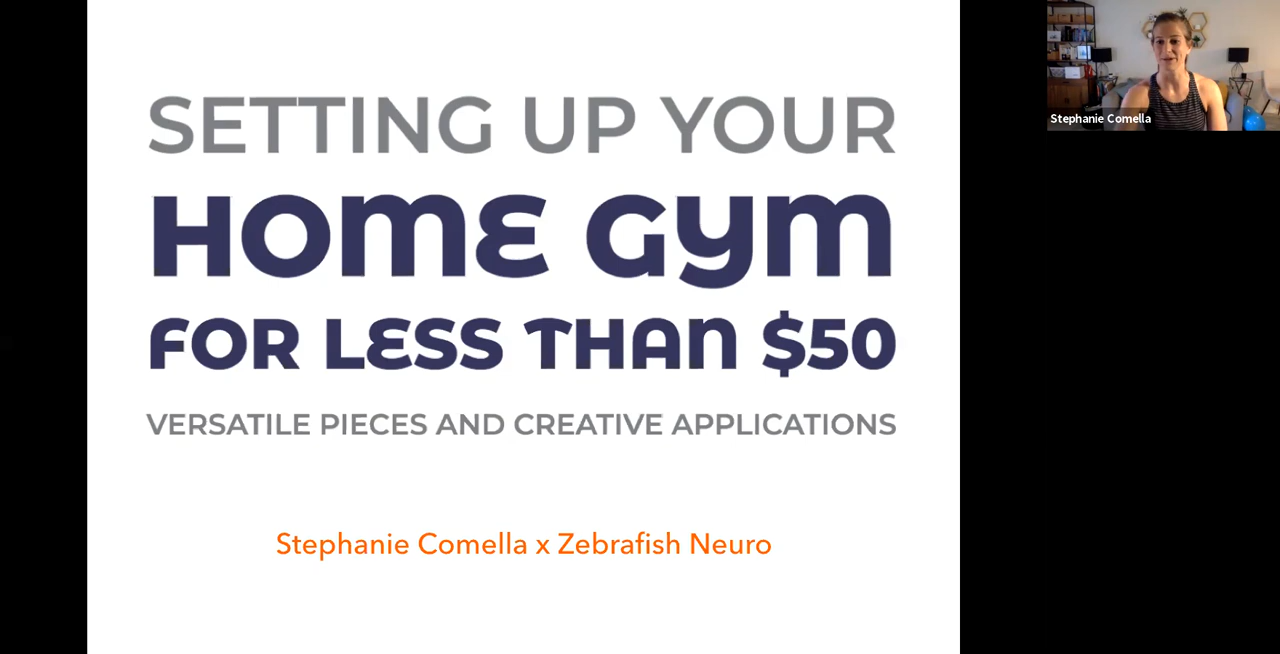 SETTING UP YOUR
HOME GYM
FOR LESS THAN $50
VERSATILE PIECES AND CREATIVE APPLICATIONS
Stephanie Comella x Zebrafish Neuro
Stephanie Comella